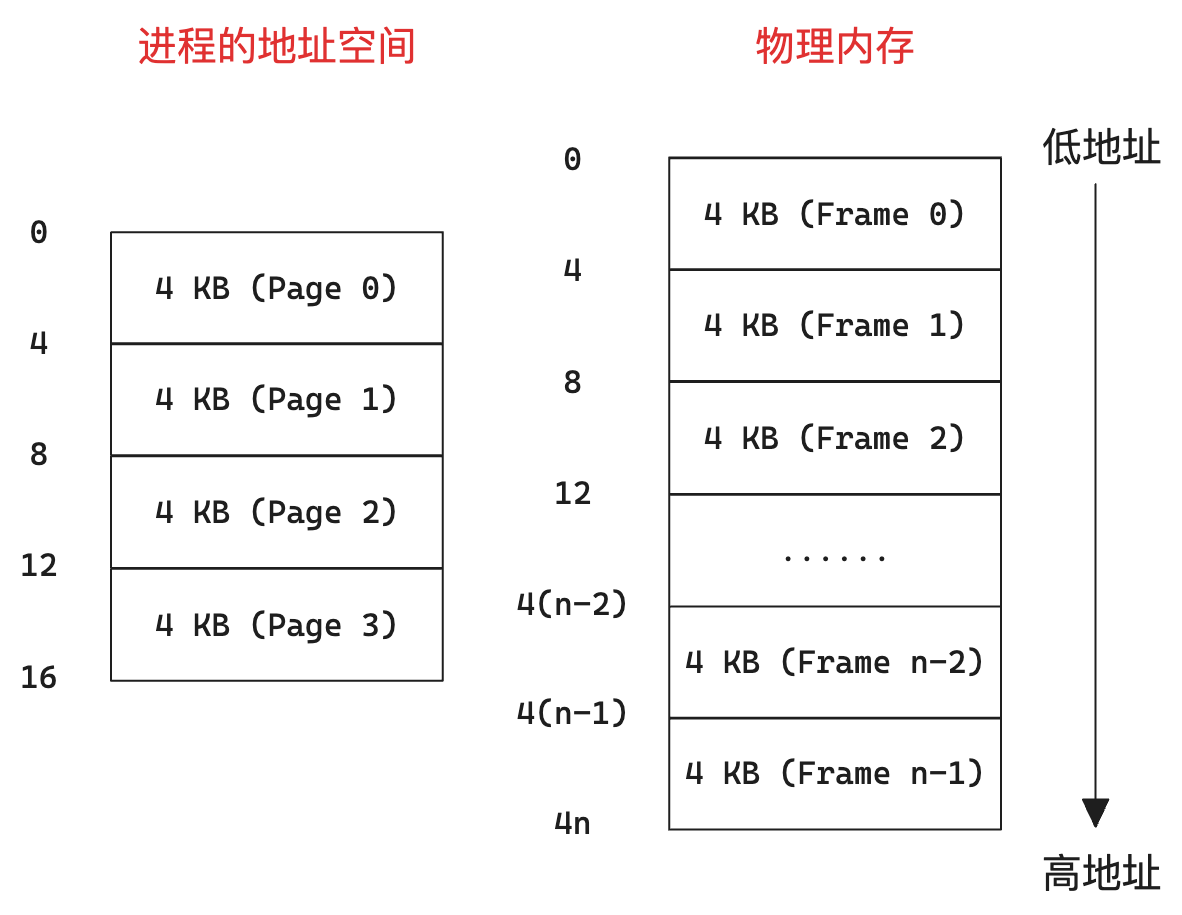 进程的地址空间
物理内存
0
4 KB (Page 0)
4
4 KB (Page 1)
8
4 KB (Page 2)
12
4 KB (Page 3)
16
0
4 KB (Frame 0)
4
4 KB (Frame 1)
8
4 KB (Frame 2)
12
......
4(n-2)
4 KB (Frame n-2)
4(n-1)
4 KB (Frame n-1)
4n
低地址
高地址